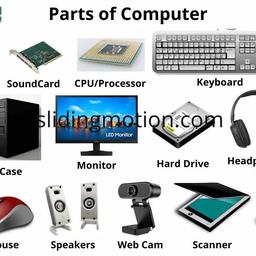 Parts of Computer
SoundCard
CPU/Processor
Keyboard
slidingmotion.com
LED Monitor
Case
Monitor
Hard Drive
Headp
ouse
Speakers
Web Cam
Scanner